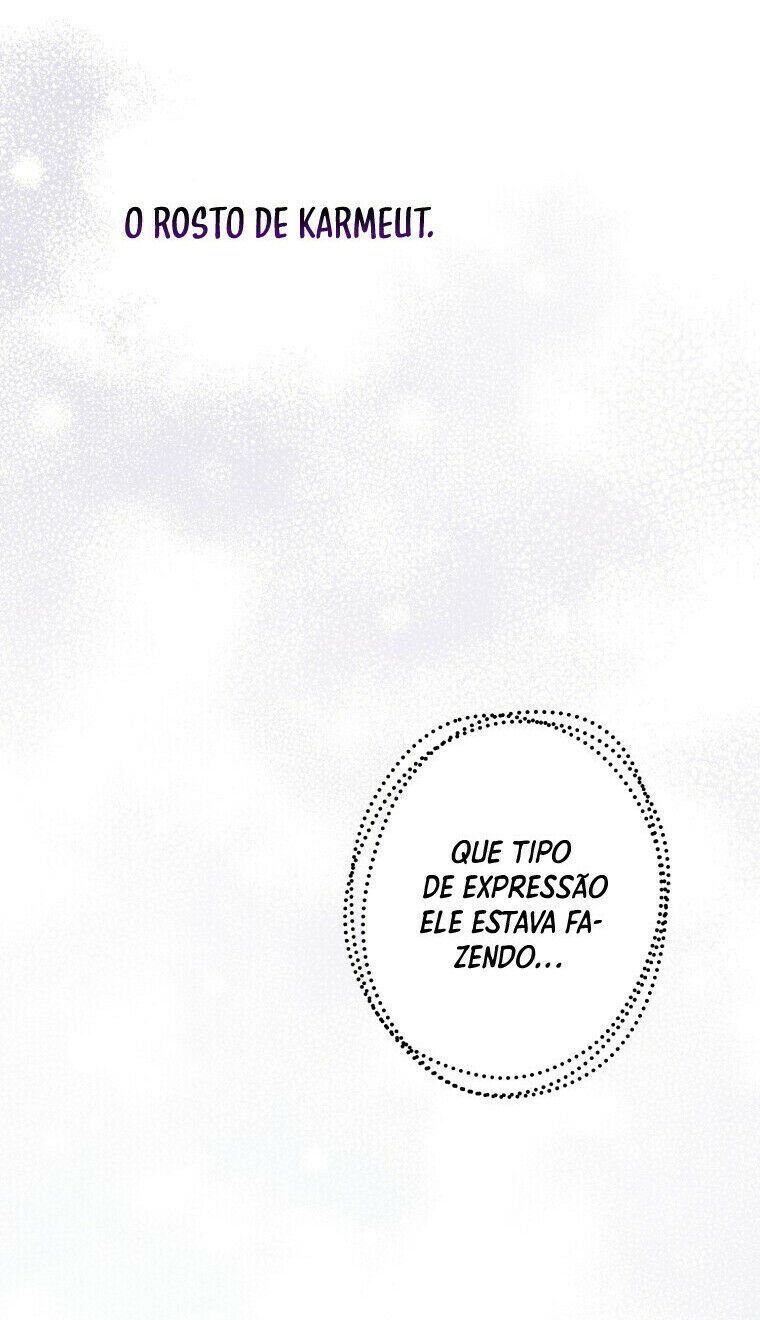 O ROSTO DE KARMEUT.
QUE TIPO
DE EXPRESSÃO
ELE ESTAVA FA-
ZENDO...